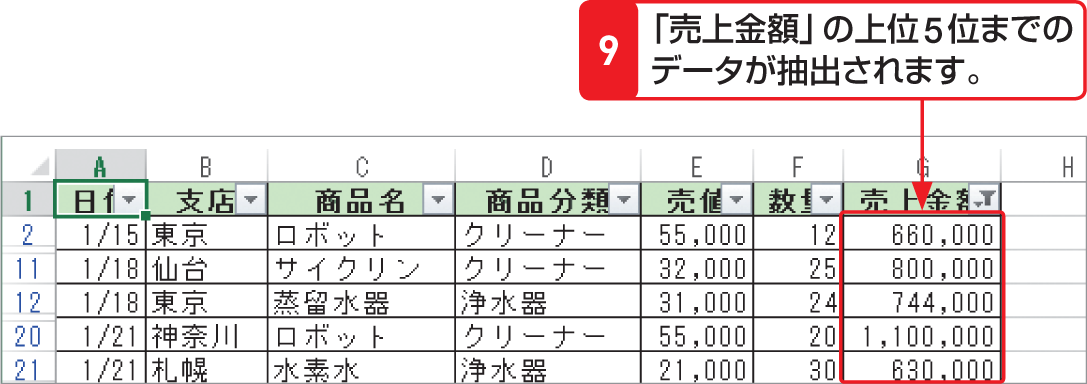 9 「売上金額」の上位5位までの
データが抽出されます。
A B C D E F G H
1 日付 支店 商品名 商品分類 売値 数量 売上金額
2 1/15 東京 ロボット クリーナー 55,000 12 660,000
11 1/18 仙台 サイクリン クリーナー 32,000 25 800,000
12 1/18 東京 蒸留水器 浄水器 31,000 24 744,000
20 1/21 神奈川 ロボット クリーナー 55,000 20 1,100,000
21 1/21 札幌 水素水 浄水器 21,000 30 630,000